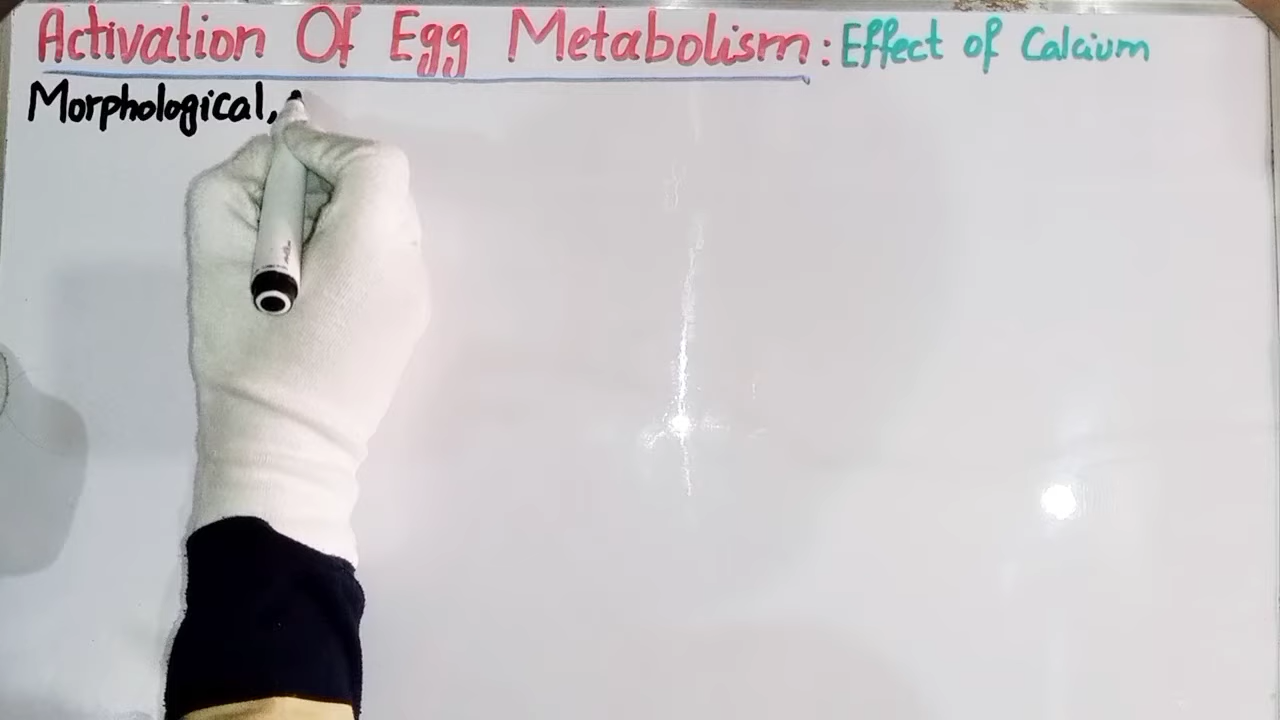 Activation Of Egg Metabolism: Effect of Calcium
Morphological,